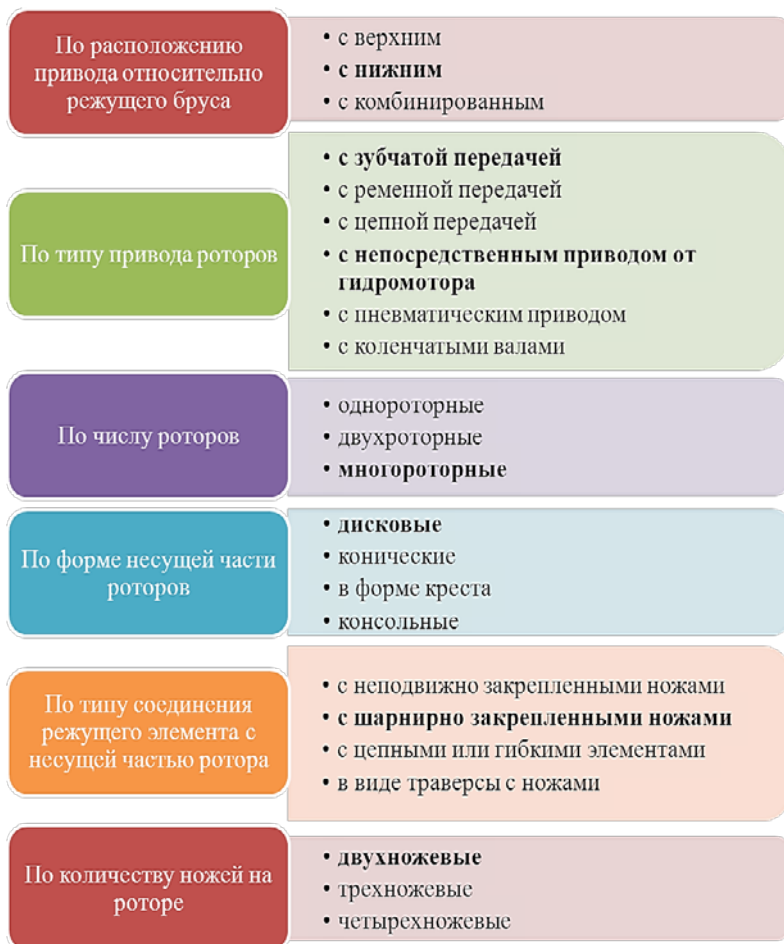 По расположению
привода относительно
режущего бруса
• с верхним
• с нижним
• с комбинированным
По типу привода роторов
• с зубчатой передачей
• с ременной передачей
• с цепной передачей
• с непосредственным приводом от
гидромотора
• с пневматическим приводом
• с коленчатыми валами
По числу роторов
• однороторные
• двухроторные
• многороторные
По форме несущей части
роторов
• дисковые
• конические
• в форме креста
• консольные
По типу соединения
режущего элемента с
несущей частью ротора
• с неподвижно закрепленными ножами
• с шарнирно закрепленными ножами
• с цепными или гибкими элементами
• в виде траверсы с ножами
По количеству ножей на
роторе
• двухножевые
• трехножевые
• четырехножевые